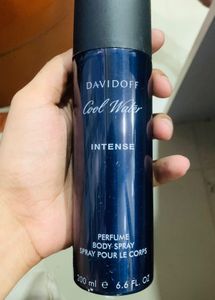 DAVIDOFF
Cool Water
INTENSE
PERFUME
BODY SPRAY
SPRAY POUR LE CORPS
200 ml e 6.6 FL. OZ